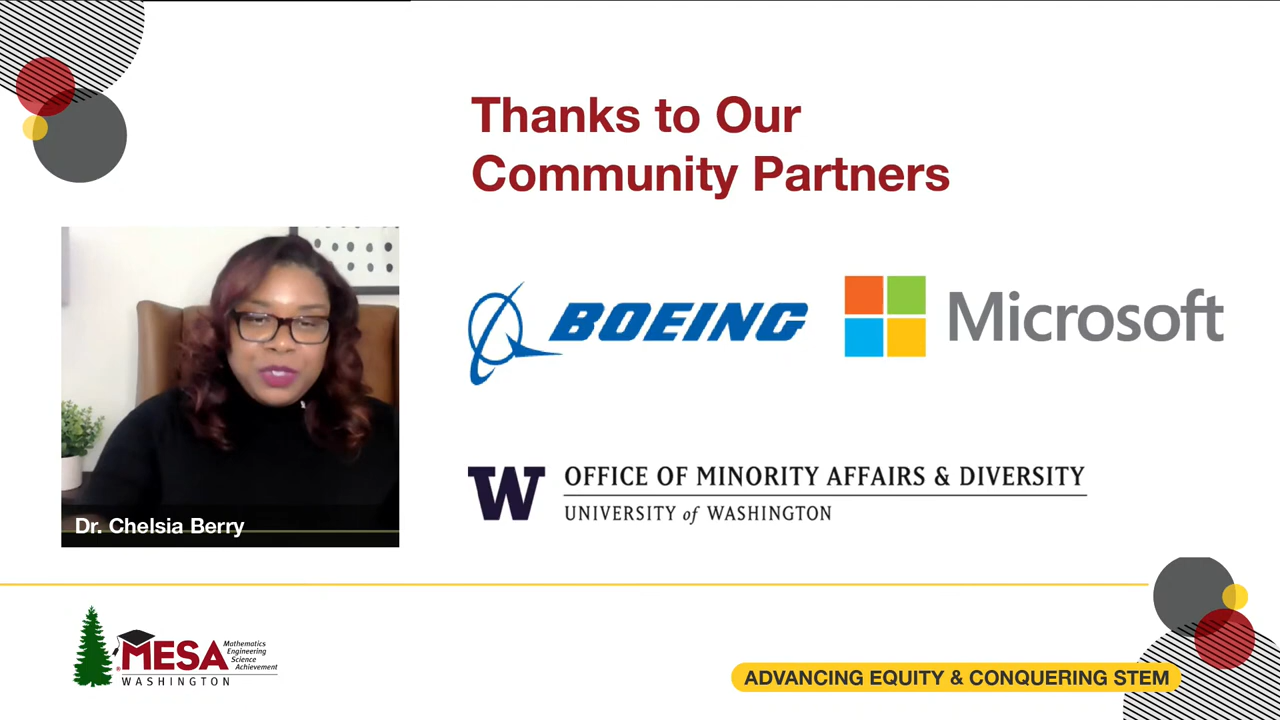 Thanks to Our
Community Partners
BOEING
Microsoft
W
OFFICE OF MINORITY AFFAIRS & DIVERSITY
UNIVERSITY of WASHINGTON
Dr. Chelsia Berry
MESA
Mathematics
Engineering
Science
Achievement
WASHINGTON
ADVANCING EQUITY & CONQUERING STEM